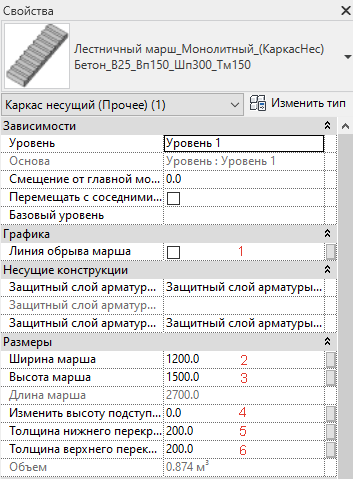 Свойства
Лестничный марш_Монолитный_(КаркасНес)
Бетон_В25_Вп150_Шп300_Тм150
Каркас несущий (Прочее) (1)
Изменить тип
Зависимости
Уровень Уровень 1
Основа Уровень : Уровень 1
Смещение от главной мо... 0.0
Перемещать с соседними...
Базовый уровень
Графика
Линия обрыва марша 1
Несущие конструкции
Защитный слой арматур... Защитный слой арматуры...
Защитный слой арматур...
Защитный слой арматур... Защитный слой арматуры...
Размеры
Ширина марша 1200.0 2
Высота марша 1500.0 3
Длина марша 2700.0
Изменить высоту подступ... 0.0 4
Толщина нижнего перекр... 200.0 5
Толщина верхнего перек... 200.0 6
Объем 0.874 м³